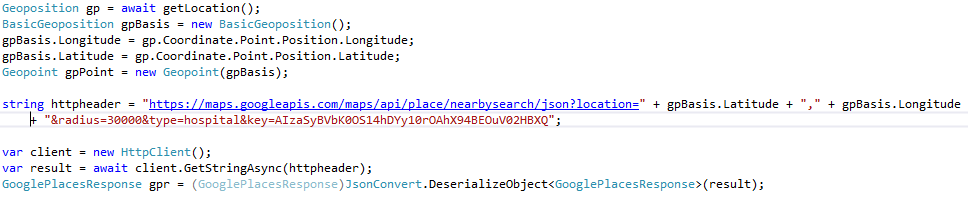 Geoposition gp = await getLocation();
BasicGeoposition gpBasis = new BasicGeoposition();
gpBasis.Longitude = gp.Coordinate.Point.Position.Longitude;
gpBasis.Latitude = gp.Coordinate.Point.Position.Latitude;
Geopoint gpPoint = new Geopoint(gpBasis);
string httpheader = "https://maps.googleapis.com/maps/api/place/nearbysearch/json?location=" + gpBasis.Latitude + "," + gpBasis.Longitude
+ "&radius=30000&type=hospital&key=AIzaSyBVbK0OS14hDYy10rOAhX94BEOuV02HBXQ";
var client = new HttpClient();
var result = await client.GetStringAsync(httpheader);
GooglePlacesResponse gpr = (GooglePlacesResponse)JsonConvert.DeserializeObject<GooglePlacesResponse>(result);